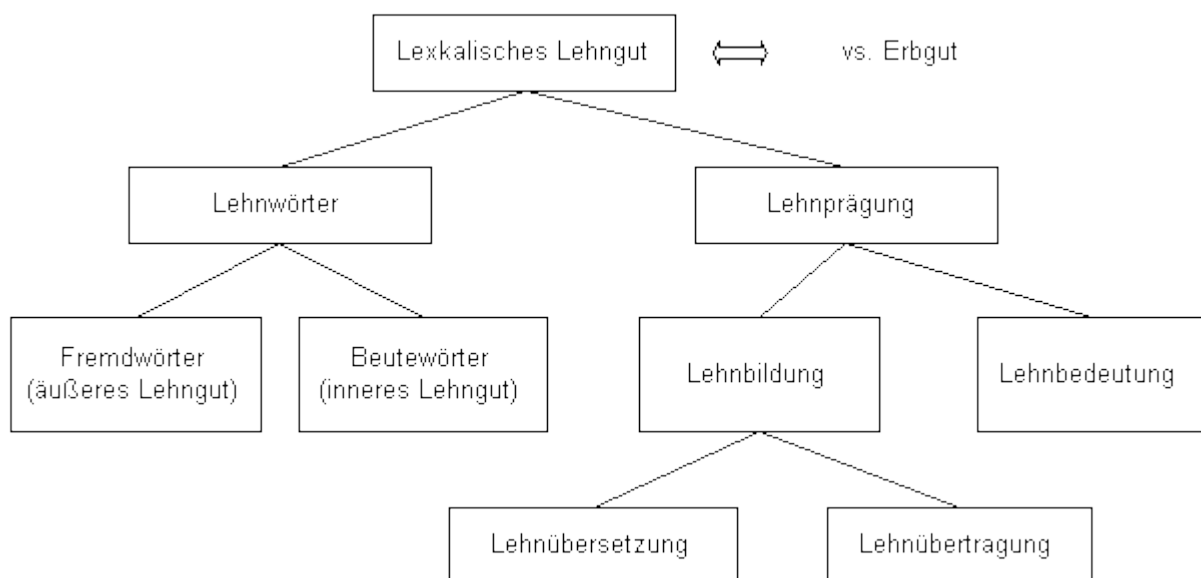 Lexkalisches Lehngut
vs. Erbgut
Lehnwörter
Lehnprägung
Fremdwörter
(äußeres Lehngut)
Beutewörter
(inneres Lehngut)
Lehnbildung
Lehnbedeutung
Lehnübersetzung
Lehnübertragung